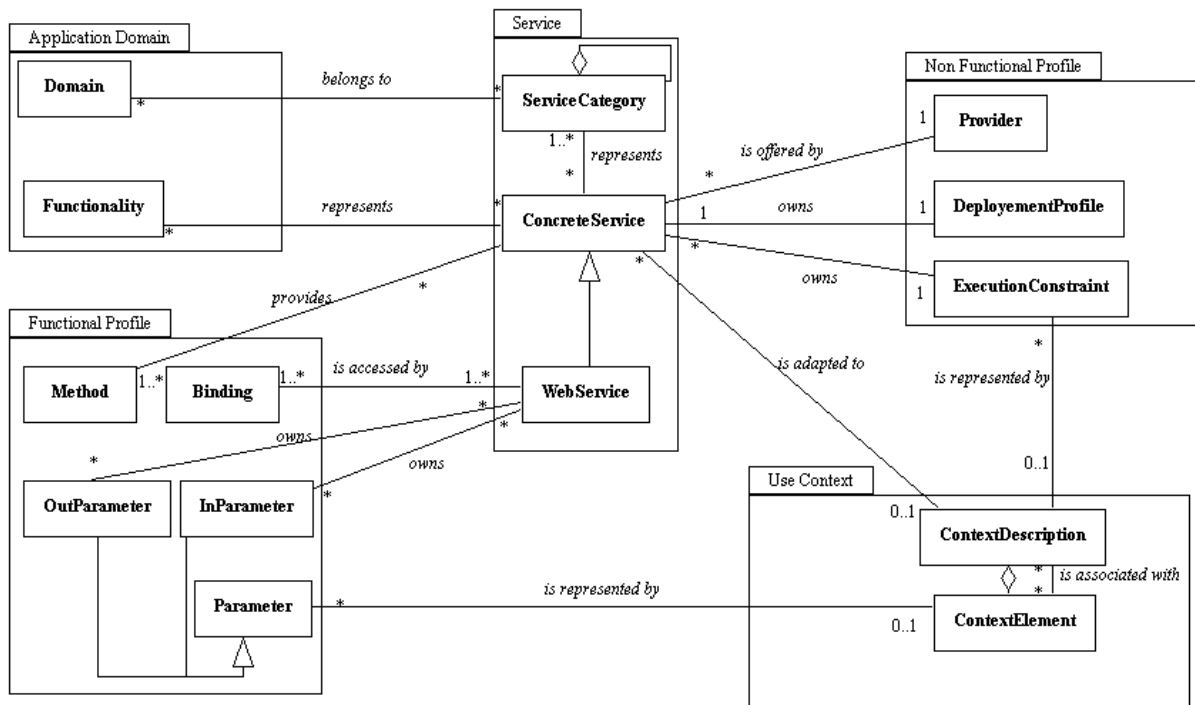 Service
Application Domain
Non Functional Profile
Domain
*
belongs to
*
ServiceCategory
1..*
represents
*
1
Provider
is offered by
*
Functionality
*
represents
*
ConcreteService
1
owns
1
DeployementProfile
*
owns
1
ExecutionConstraint
*
*
provides
*
Functional Profile
Method
1..*
Binding
1..*
is accessed by
1..*
WebService
is adapted to
is represented by
*
owns
*
*
owns
*
OutParameter
InParameter
0..1
Use Context
0..1
ContextDescription
*
is associated with
*
Parameter
*
is represented by
0..1
ContextElement